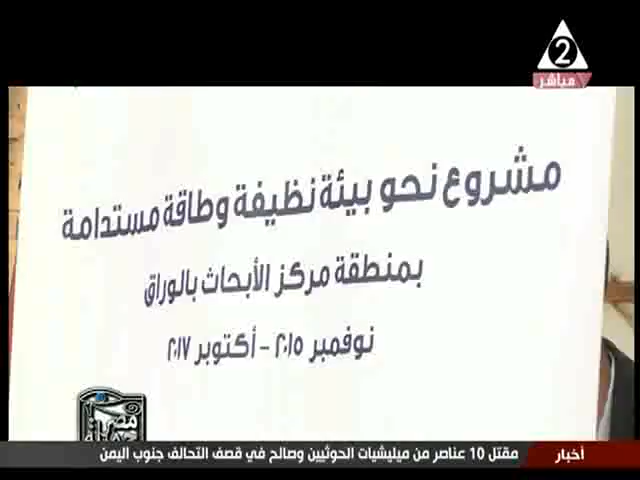 2
مباشر
مشروع نحو بيئة نظيفة وطاقة مستدامة
بمنطقة مركز الأبحاث بالوراق
نوفمبر ٢٠١٥ - أكتوبر ٢٠١٧
أخبار مقتل 10 عناصر من ميليشيات الحوثيين وصالح في قصف التحالف جنوب اليمن